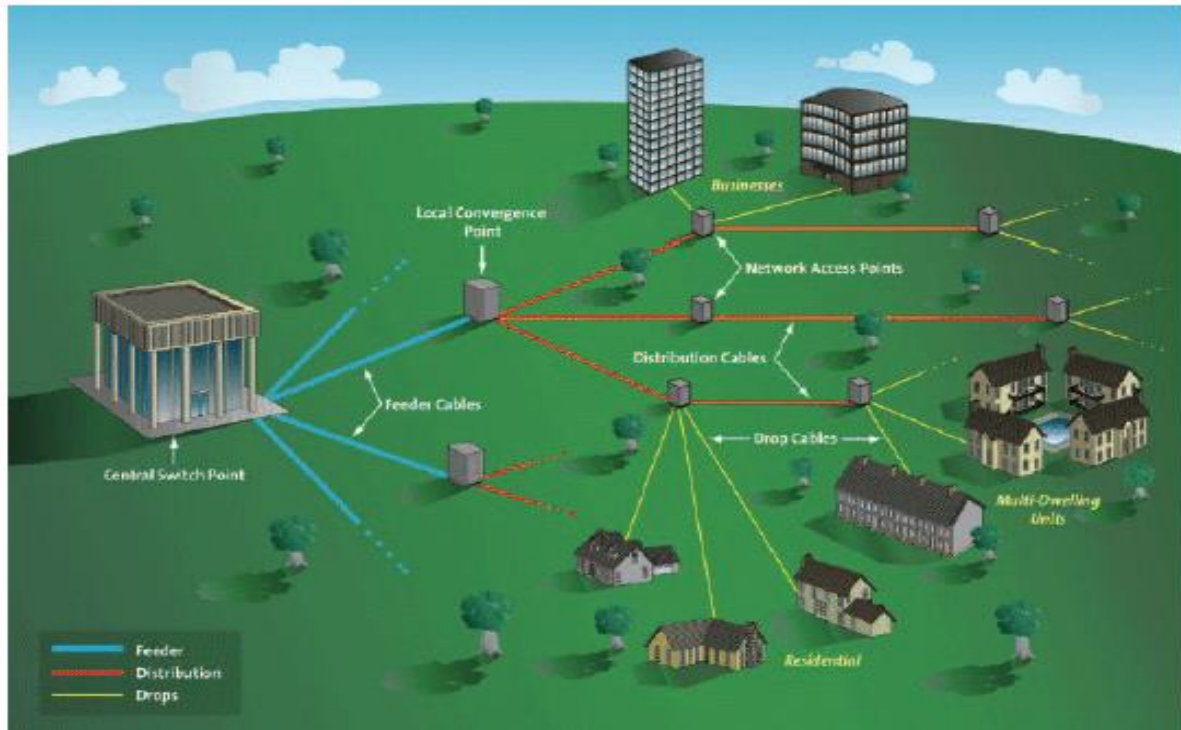 Businesses
Local Convergence
Point
Network Access Points
Distribution Cables
Feeder Cables
Drop Cables
Central Switch Point
Multi-Dwelling
Units
Residential
Feeder
Distribution
Drops